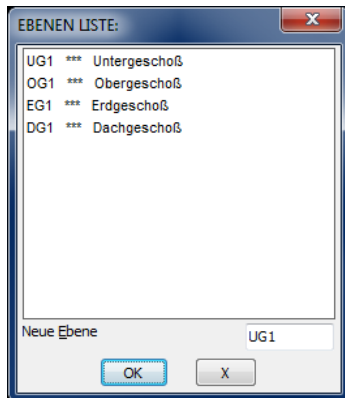 EBENEN LISTE:
UG1 *** Untergeschoß
OG1 *** Obergeschoß
EG1 *** Erdgeschoß
DG1 *** Dachgeschoß
Neue Ebene UG1
OK X